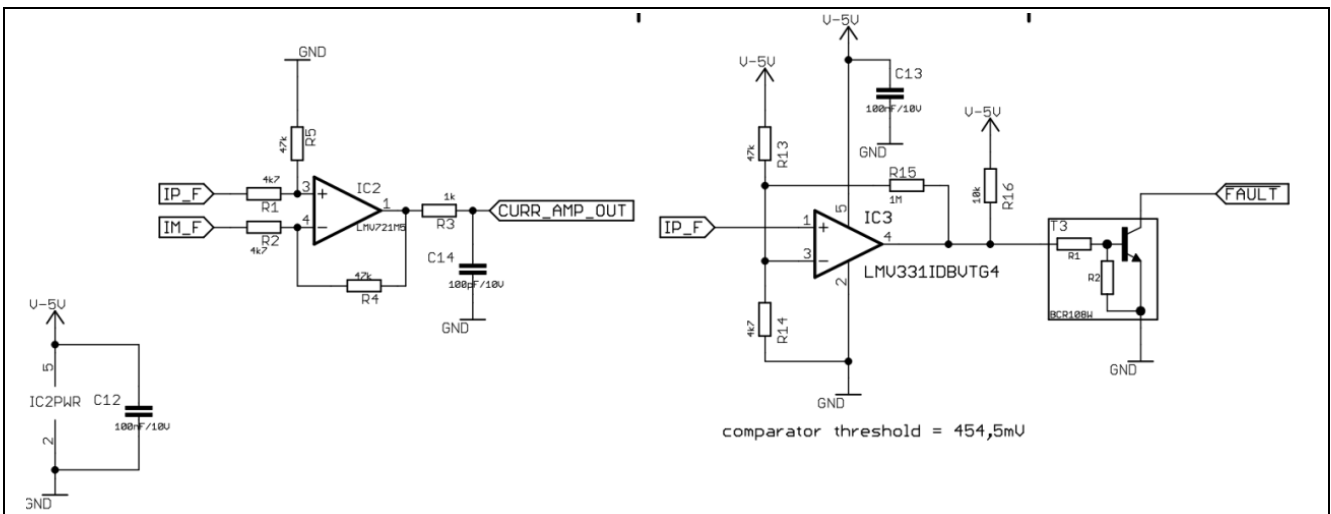 GND
47k
R5
IP_F
4k7
R1
3
+
IC2
1
LMV721M5
IM_F
R2
4k7
4
-
47k
R4
1k
R3
CURR_AMP_OUT
C14
100pF/10V
GND
V-5V
5
IC2PWR
2
C12
100nF/10V
GND
V-5V
V-5V
C13
100nF/10V
GND
47k
R13
R15
1M
V-5V
10k
R16
IP_F
1
+
5
IC3
4
3
-
LMV331IDBVTG4
2
4k7
R14
GND
FAULT
T3
R1
R2
BCR108W
GND
comparator threshold = 454,5mV